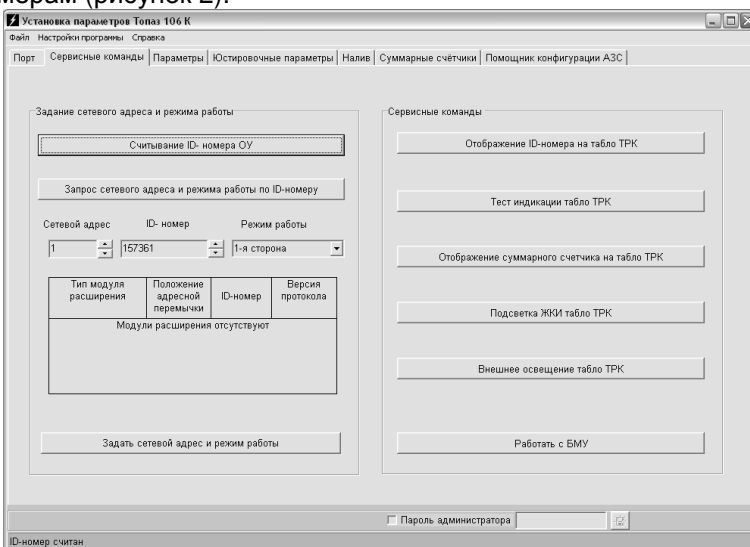 мерам (рисунок 2).
Установка параметров Топаз 106 К
Файл Настройки программы Справка
Порт Сервисные команды Параметры Юстировочные параметры Налив Суммарные счётчики Помощник конфигурации АЗС
Задание сетевого адреса и режима работы
Считывание ID- номера ОУ
Запрос сетевого адреса и режима работы по ID-номеру
Сетевой адрес ID- номер Режим работы
1 157361 1-я сторона
Тип модуля расширения Положение адресной перемычки ID-номер Версия протокола
Модули расширения отсутствуют
Задать сетевой адрес и режим работы
Сервисные команды
Отображение ID-номера на табло ТРК
Тест индикации табло ТРК
Отображение суммарного счетчика на табло ТРК
Подсветка ЖКИ табло ТРК
Внешнее освещение табло ТРК
Работать с БМУ
Пароль администратора
ID-номер считан